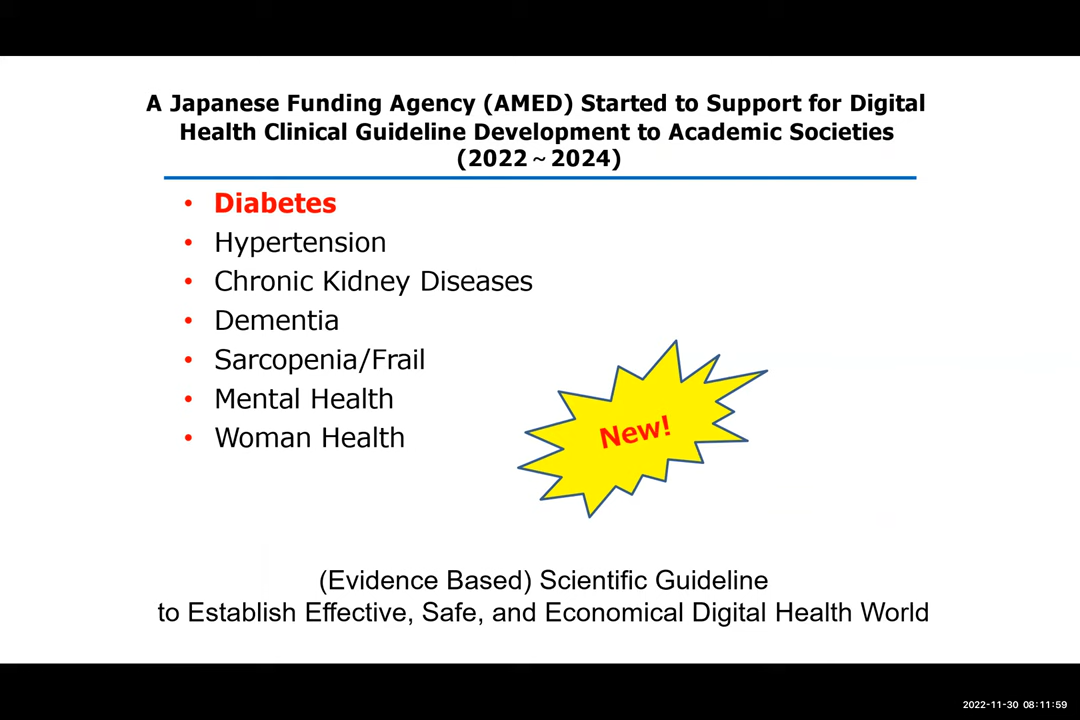 A Japanese Funding Agency (AMED) Started to Support for Digital
Health Clinical Guideline Development to Academic Societies
(2022～2024)
• Diabetes
• Hypertension
• Chronic Kidney Diseases
• Dementia
• Sarcopenia/Frail
• Mental Health
• Woman Health
New!
(Evidence Based) Scientific Guideline
to Establish Effective, Safe, and Economical Digital Health World
2022-11-30 08:11:59